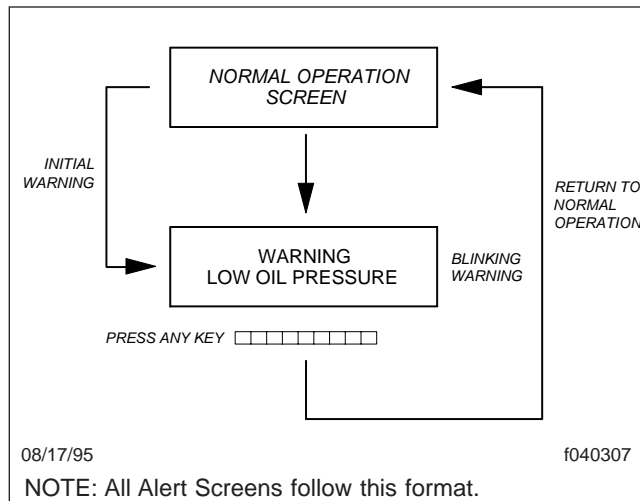 NORMAL OPERATION
SCREEN
INITIAL
WARNING
RETURN TO
NORMAL
OPERATION
WARNING
LOW OIL PRESSURE
BLINKING
WARNING
PRESS ANY KEY
08/17/95
f040307
NOTE: All Alert Screens follow this format.